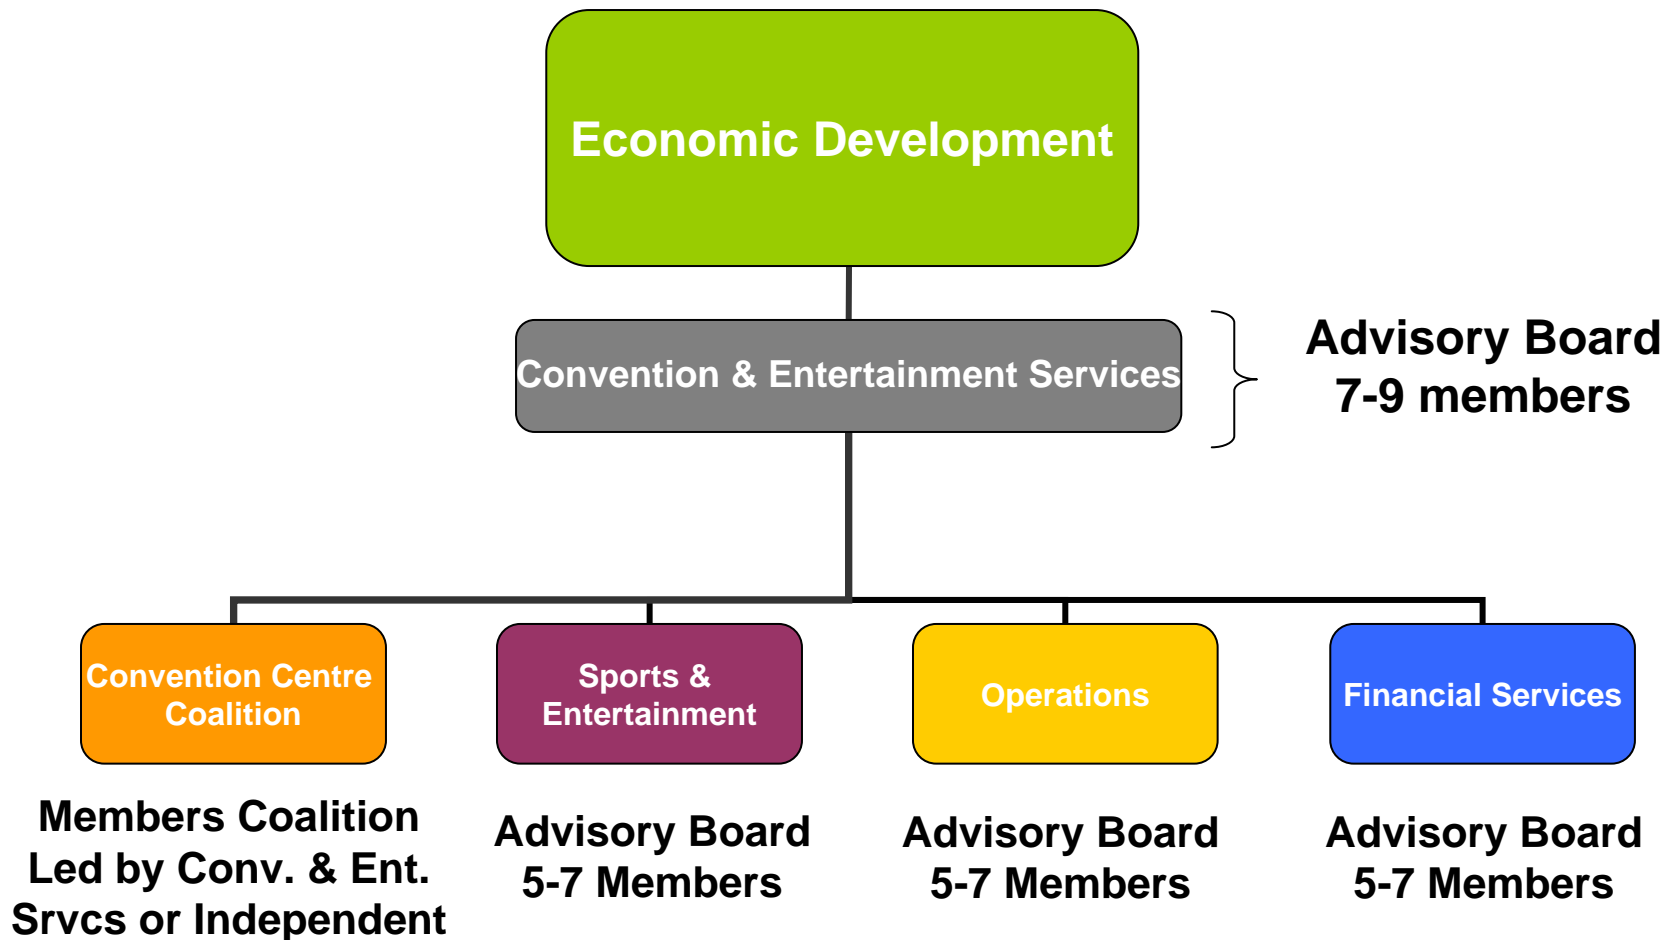 Economic Development
Convention & Entertainment Services
Advisory Board
7-9 members
Convention Centre
Coalition
Sports &
Entertainment
Operations
Financial Services
Members Coalition
Led by Conv. & Ent.
Srvcs or Independent
Advisory Board
5-7 Members
Advisory Board
5-7 Members
Advisory Board
5-7 Members